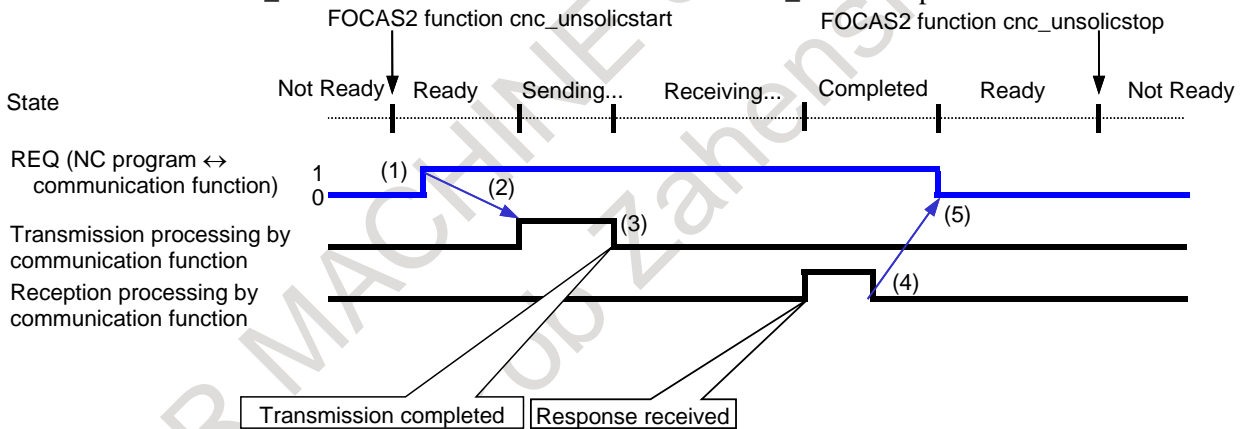 FOCAS2 function cnc_unsolicstart
FOCAS2 function cnc_unsolicstop
State
Not Ready Ready Sending... Receiving... Completed Ready Not Ready
REQ (NC program ↔
communication function)
1
0
(1)
(2)
(3)
(4)
(5)
Transmission processing by
communication function
Reception processing by
communication function
Transmission completed
Response received